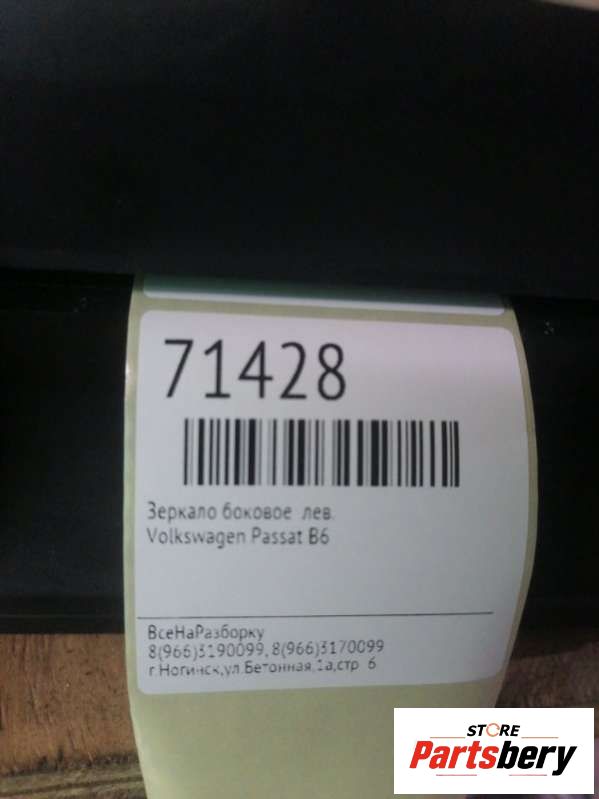 71428
Зеркало боковое лев.
Volkswagen Passat B6
ВсеНаРазборку
8(966)3190099, 8(966)3170099
г.Ногинск,ул.Бетонная,1а,стр 6
STORE
Partsbery